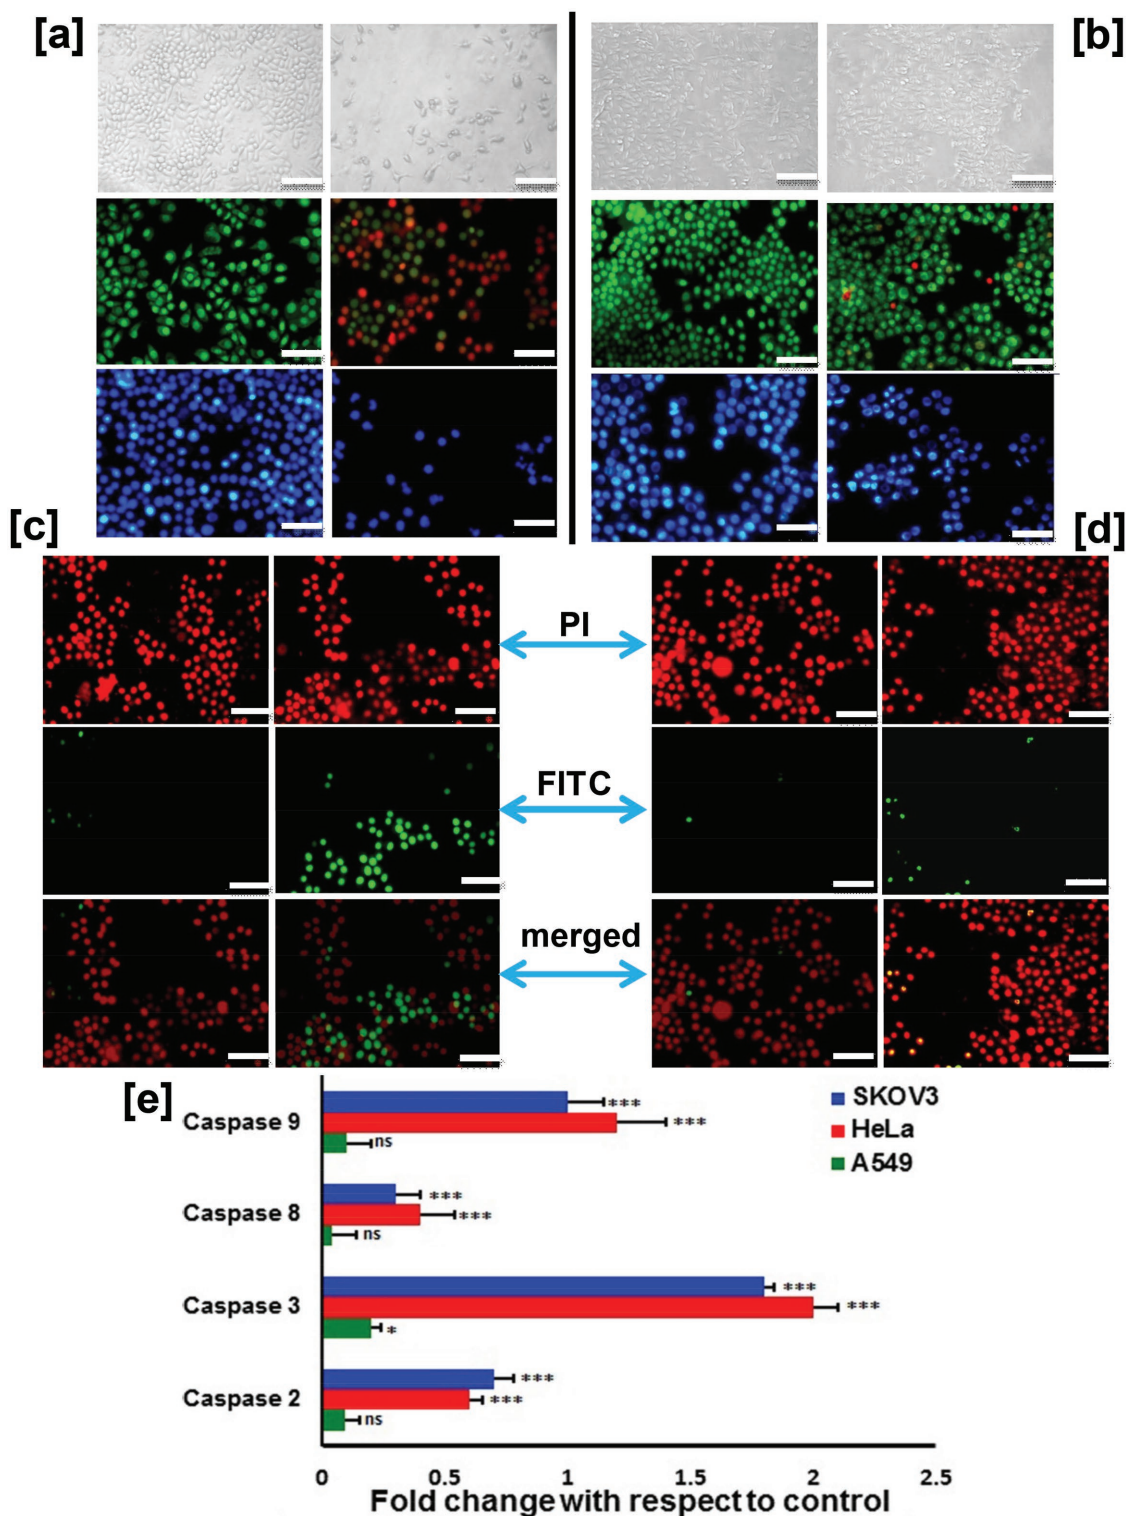 [a]
[b]
[c]
[d]
PI
FITC
merged
[e]
SKOV3
HeLa
A549
Caspase 9
***
***
ns
Caspase 8
***
***
ns
Caspase 3
***
***
*
Caspase 2
***
***
ns
0 0.5 1 1.5 2 2.5
Fold change with respect to control